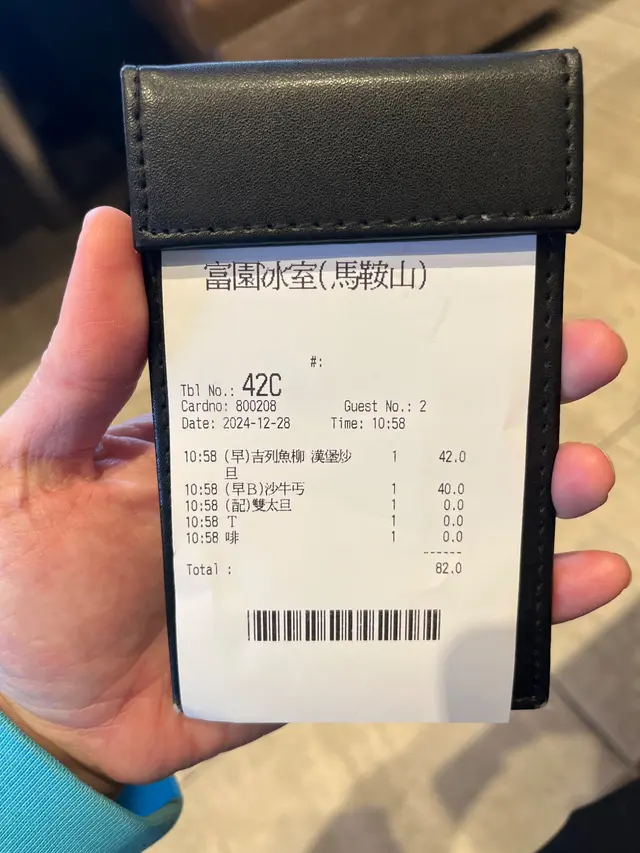 富園冰室(馬鞍山)
#:
Tbl No.: 42C
Cardno: 800208 Guest No.: 2
Date: 2024-12-28 Time: 10:58
10:58 (早)吉列魚柳 漢堡炒 1 42.0
旦
10:58 (早B)沙牛丐 1 40.0
10:58 (配)雙太旦 1 0.0
10:58 T 1 0.0
10:58 啡 1 0.0
------
Total : 82.0